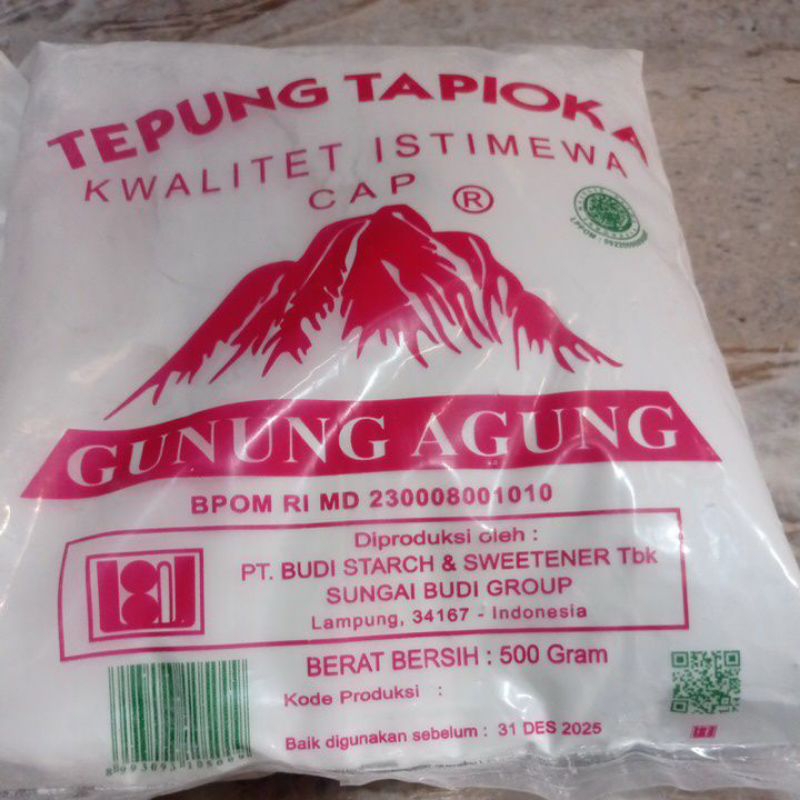 TEPUNG TAPIOKA
KWALITET ISTIMEWA
CAP ®
GUNUNG AGUNG
BPOM RI MD 230008001010
Diproduksi oleh :
PT. BUDI STARCH & SWEETENER Tbk
SUNGAI BUDI GROUP
Lampung, 34167 - Indonesia
BERAT BERSIH : 500 Gram
Kode Produksi :
Baik digunakan sebelum : 31 DES 2025